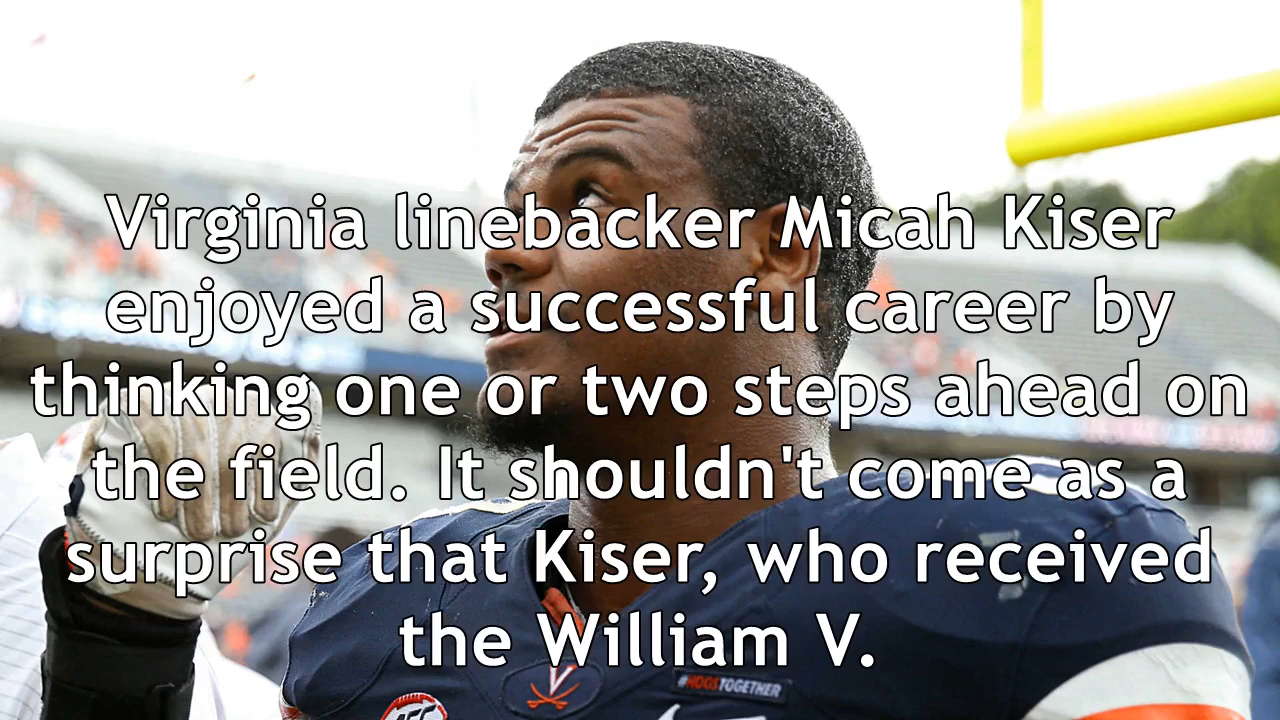 Virginia linebacker Micah Kiser
enjoyed a successful career by
thinking one or two steps ahead on
the field. It shouldn't come as a
surprise that Kiser, who received
the William V.
V
#HOOSTOGETHER
ACC